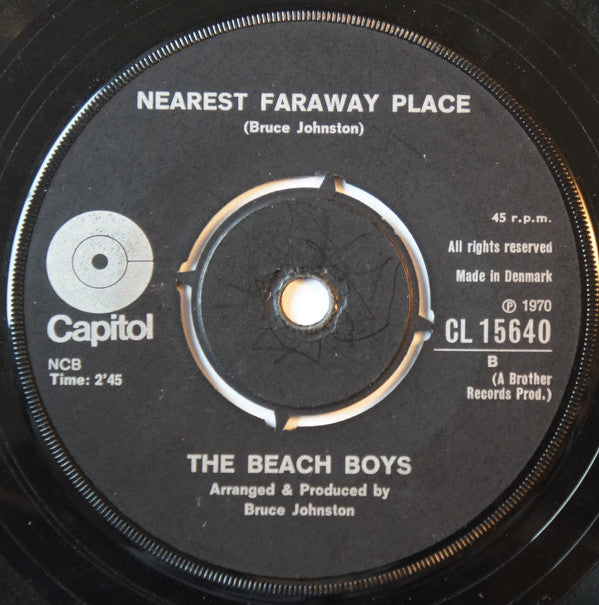 NEAREST FARAWAY PLACE
(Bruce Johnston)
45 r.p.m.
All rights reserved
Made in Denmark
℗ 1970
CL 15640
B
(A Brother
Records Prod.)
Capitol
NCB
Time: 2'45
THE BEACH BOYS
Arranged & Produced by
Bruce Johnston